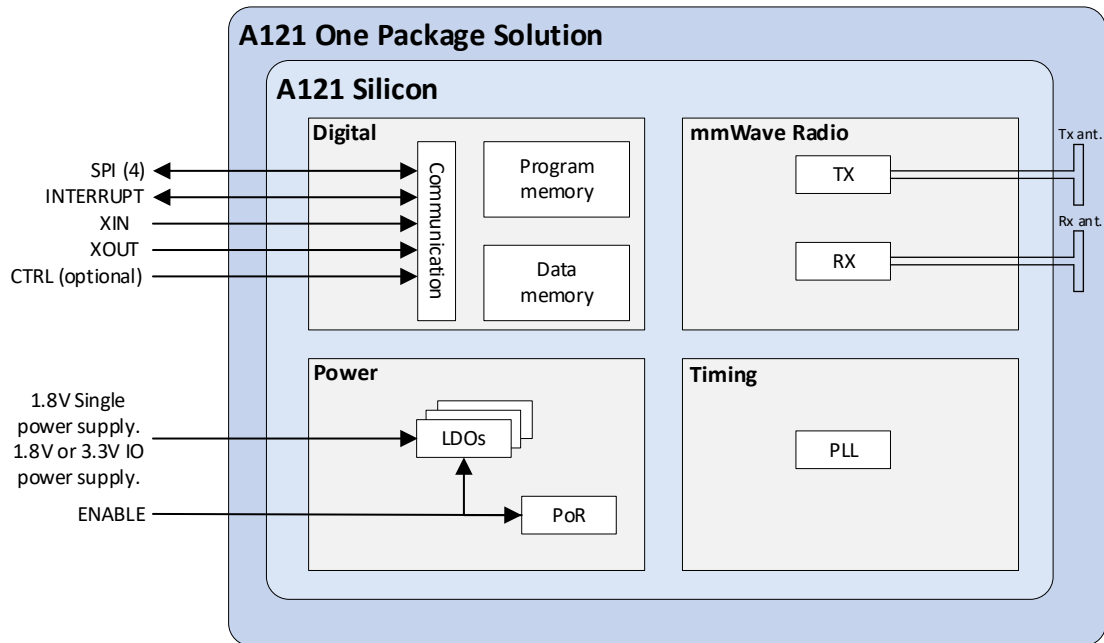 A121 One Package Solution
A121 Silicon
Digital
mmWave Radio
Tx ant.
SPI (4)
INTERRUPT
XIN
XOUT
CTRL (optional)
Communication
Program
memory
Data
memory
TX
RX
Rx ant.
Power
Timing
1.8V Single
power supply.
1.8V or 3.3V IO
power supply.
ENABLE
LDOs
PoR
PLL